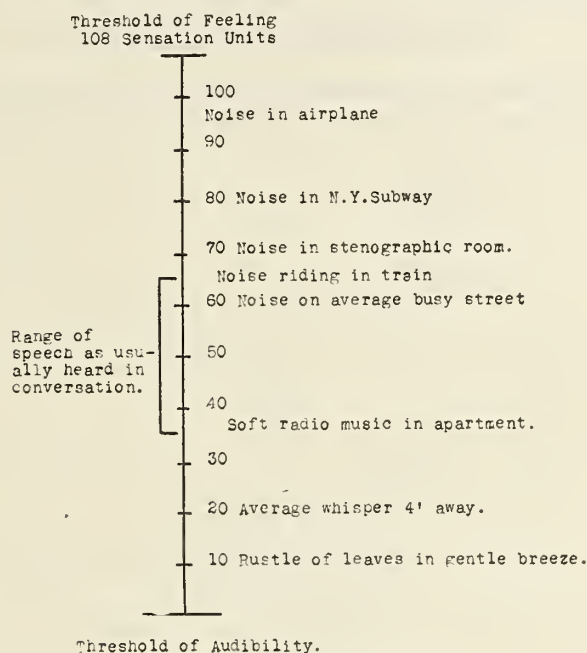 Threshold of Feeling
108 Sensation Units
100
Noise in airplane
90
80 Noise in N.Y.Subway
70 Noise in stenographic room.
Noise riding in train
60 Noise on average busy street
Range of
speech as usu-
ally heard in
conversation.
50
40
Soft radio music in apartment.
30
20 Average whisper 4' away.
10 Rustle of leaves in gentle breeze.
Threshold of Audibility.